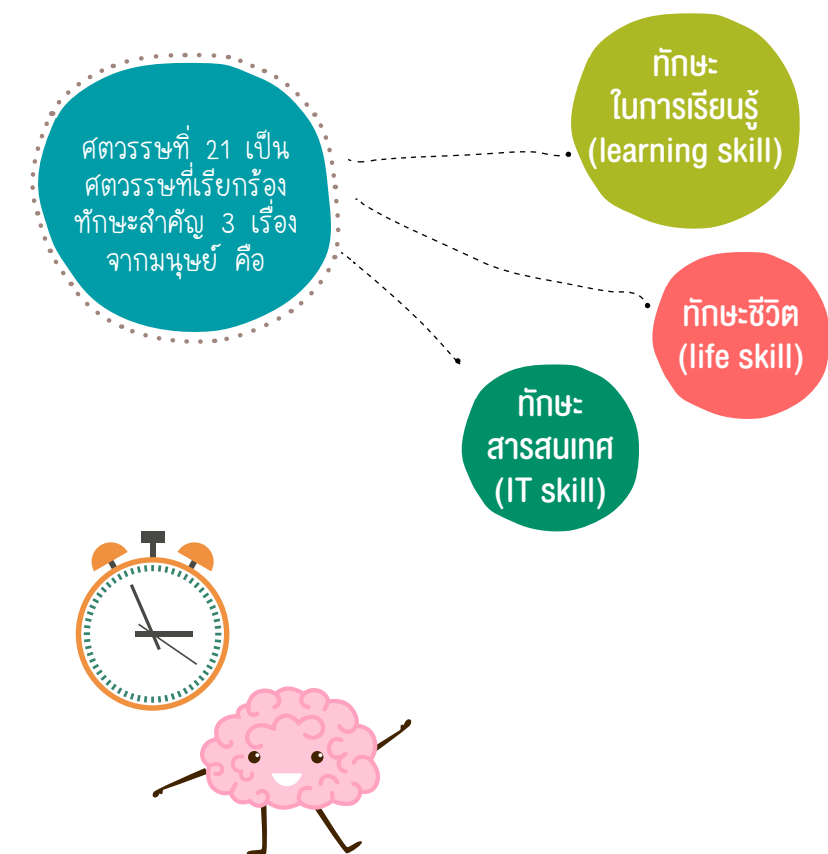 ศตวรรษที่ 21 เป็น
ศตวรรษที่เรียกร้อง
ทักษะสำคัญ 3 เรื่อง
จากมนุษย์ คือ
ทักษะ
ในการเรียนรู้
(learning skill)
ทักษะชีวิต
(life skill)
ทักษะ
สารสนเทศ
(IT skill)